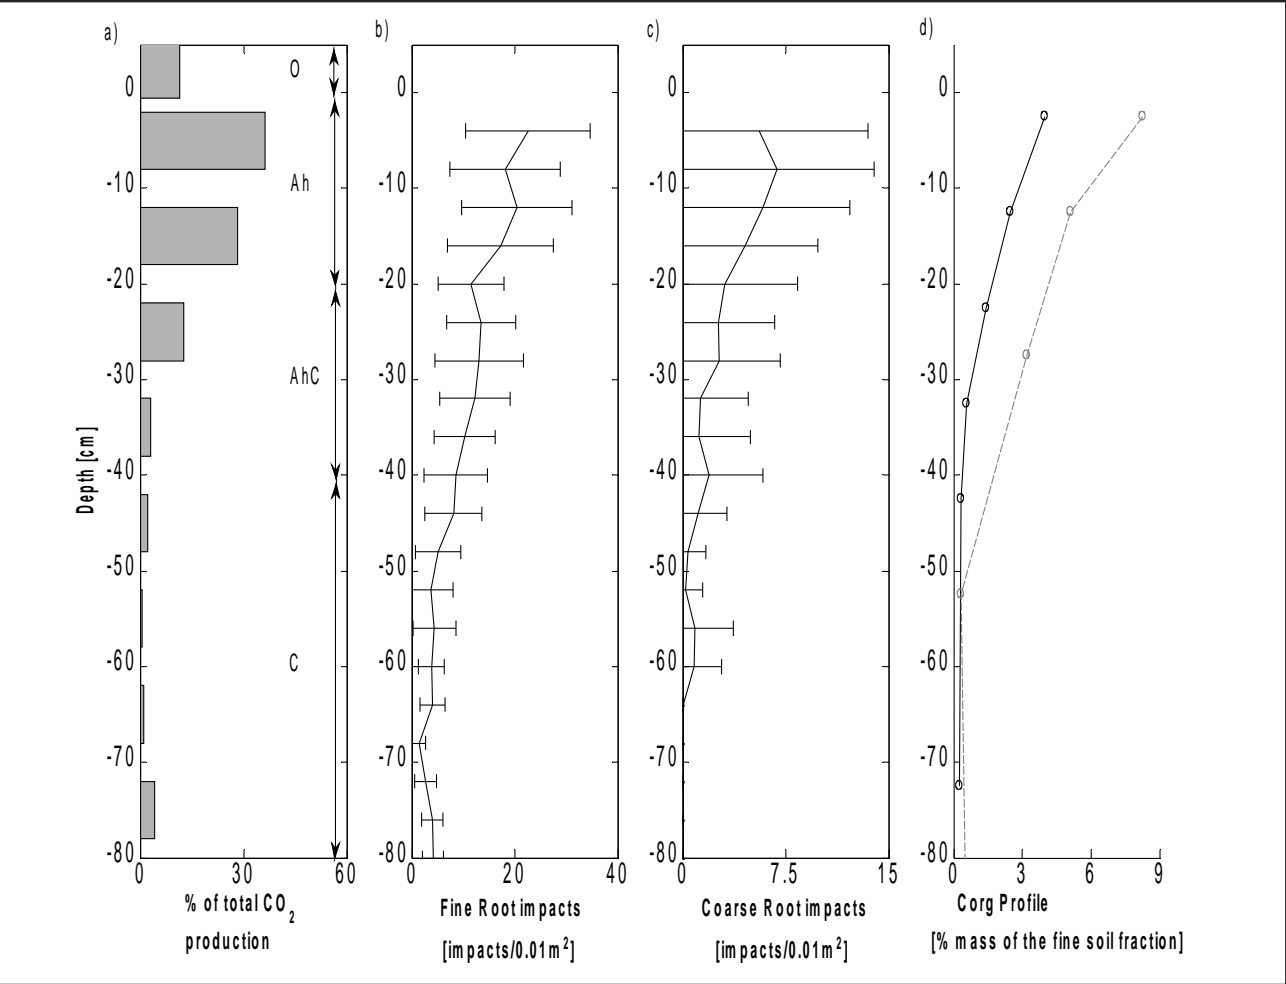 a)
b)
c)
d)
Depth [cm]
0
-10
-20
-30
-40
-50
-60
-70
-80
O
Ah
AhC
C
0 30 60
% of total CO2
production
0
-10
-20
-30
-40
-50
-60
-70
-80
0 20 40
Fine Root impacts
[impacts/0.01m2]
0
-10
-20
-30
-40
-50
-60
-70
-80
0 7.5 15
Coarse Root impacts
[impacts/0.01m2]
0
-10
-20
-30
-40
-50
-60
-70
-80
0 3 6 9
Corg Profile
[% mass of the fine soil fraction]